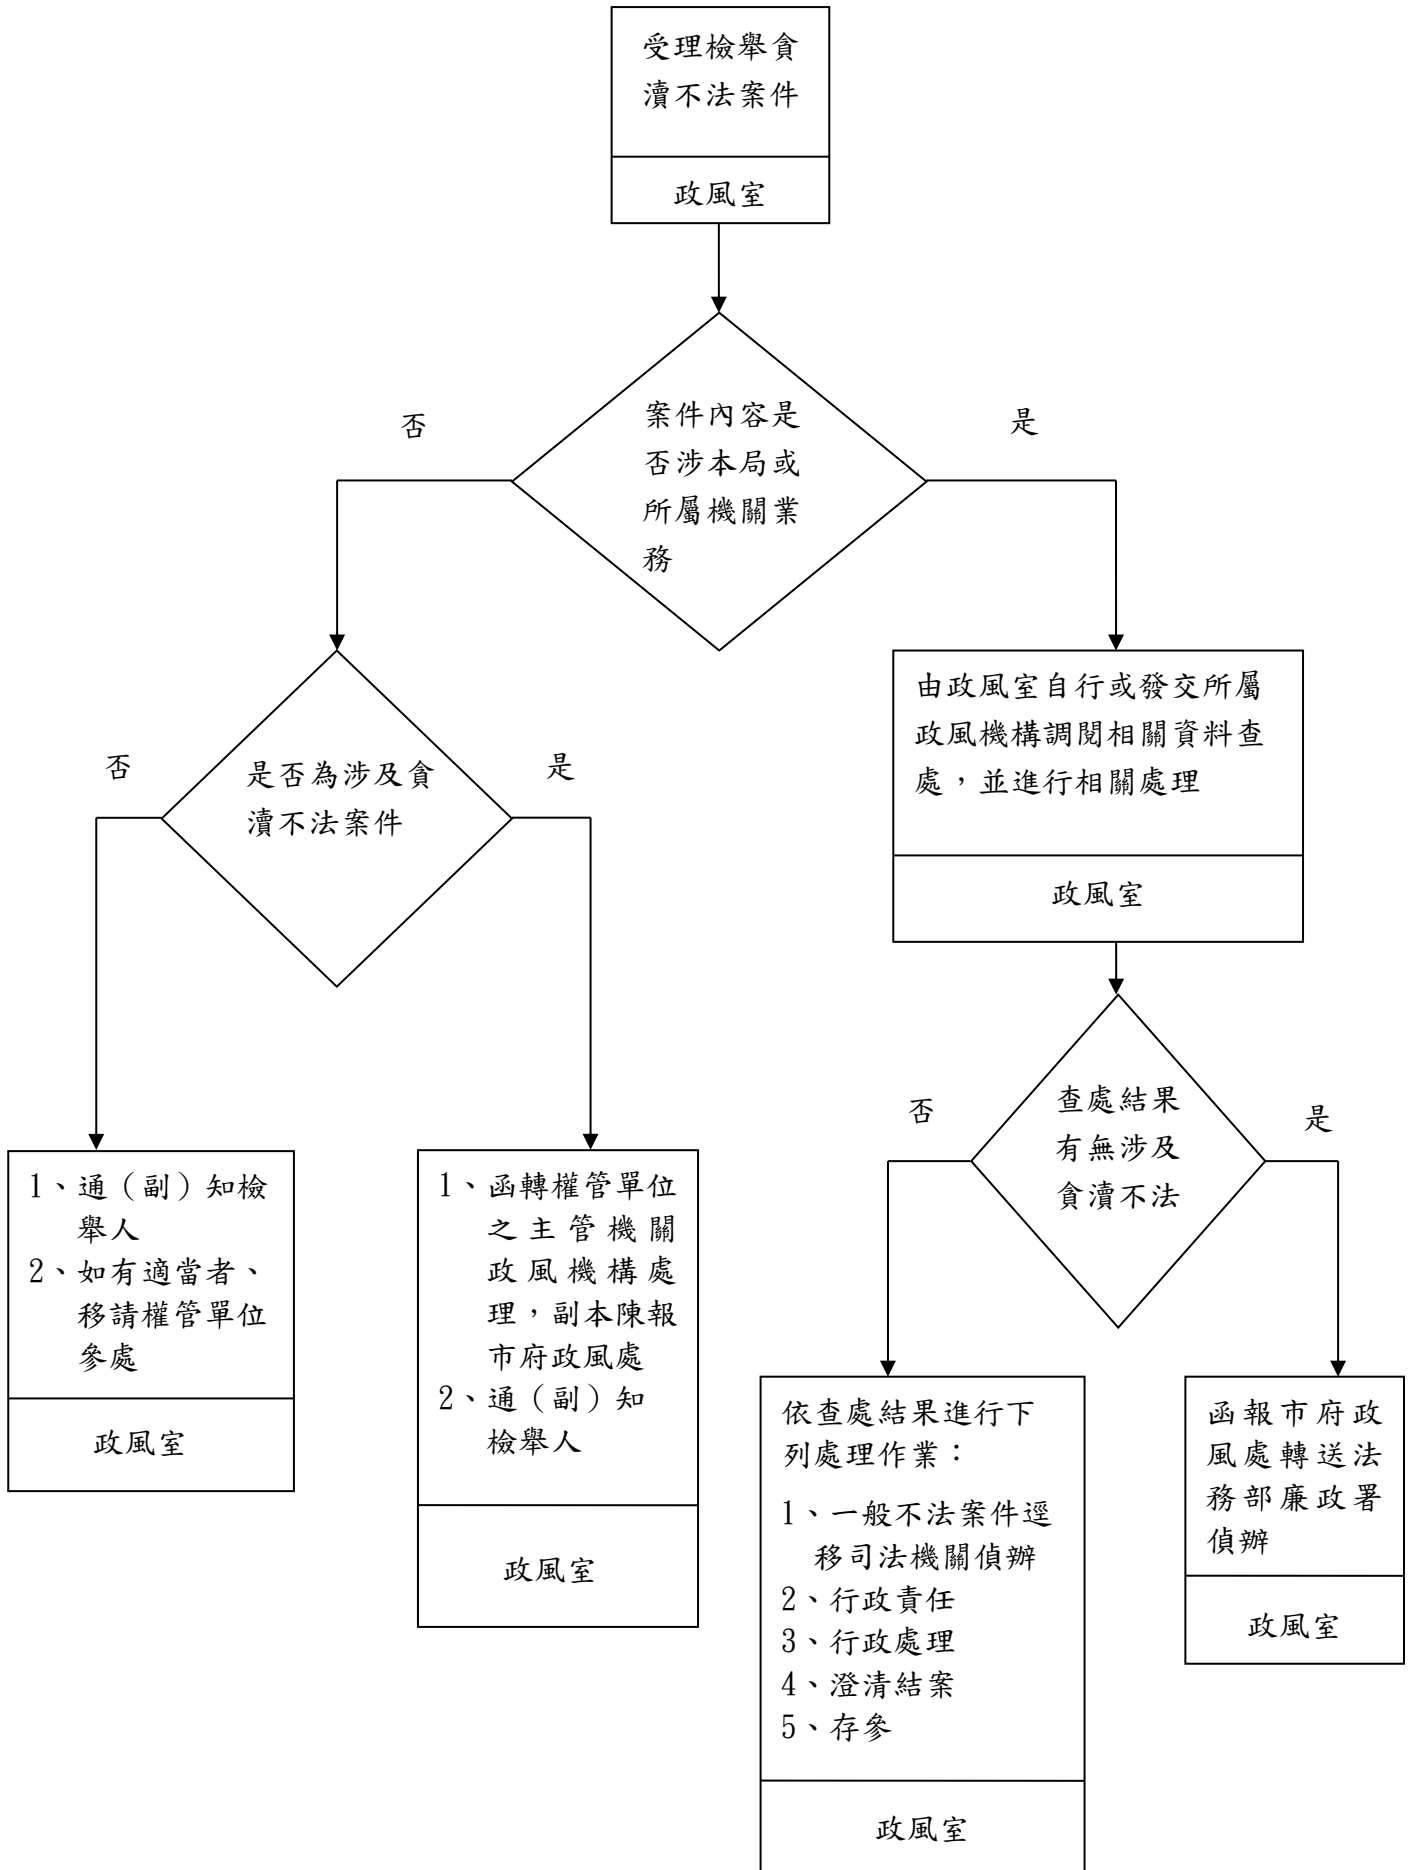 受理檢舉貪
瀆不法案件
政風室
案件內容是
否涉本局或
所屬機關業
務
否
是
是否為涉及貪
瀆不法案件
否
是
由政風室自行或發交所屬
政風機構調閱相關資料查
處，並進行相關處理
政風室
查處結果
有無涉及
貪瀆不法
否
是
1、通（副）知檢
舉人
2、如有適當者、
移請權管單位
參處
政風室
1、函轉權管單位
之主管機關
政風機構處
理，副本陳報
市府政風處
2、通（副）知
檢舉人
政風室
依查處結果進行下
列處理作業：
1、一般不法案件逕
移司法機關偵辦
2、行政責任
3、行政處理
4、澄清結案
5、存參
政風室
函報市府政
風處轉送法
務部廉政署
偵辦
政風室